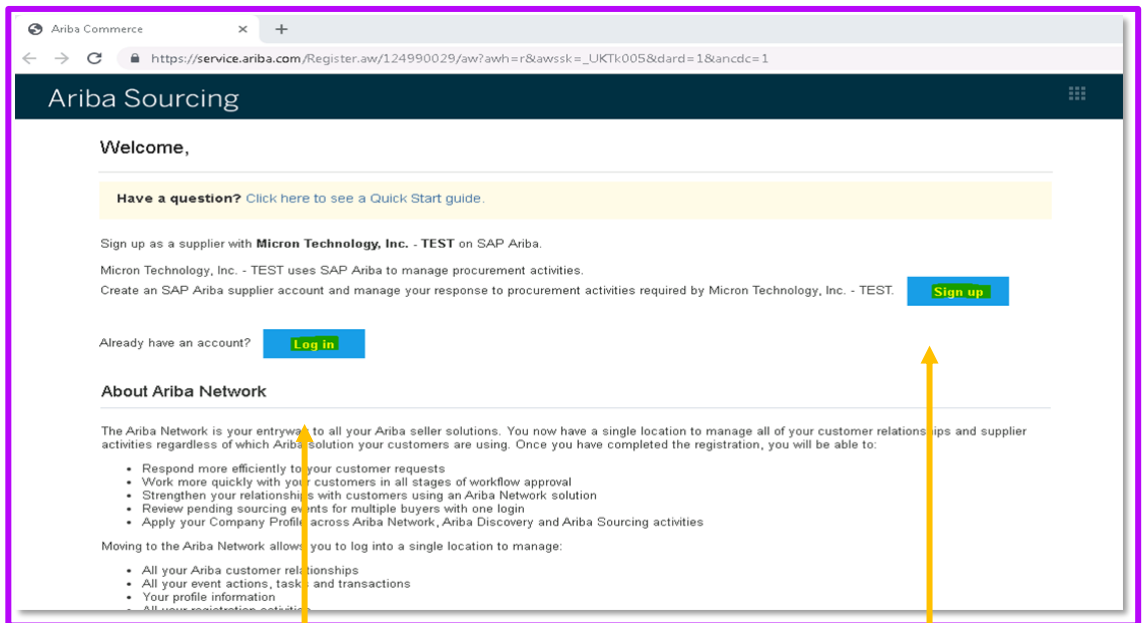 Ariba Commerce
https://service.ariba.com/Register.aw/124990029/aw?awh=r&awssk=_UKTk005&dard=1&ancdc=1
Ariba Sourcing
Welcome,
Have a question? Click here to see a Quick Start guide.
Sign up as a supplier with Micron Technology, Inc. - TEST on SAP Ariba.
Micron Technology, Inc. - TEST uses SAP Ariba to manage procurement activities.
Create an SAP Ariba supplier account and manage your response to procurement activities required by Micron Technology, Inc. - TEST. Sign up
Already have an account? Log in
About Ariba Network
The Ariba Network is your entryway to all your Ariba seller solutions. You now have a single location to manage all of your customer relationships and supplier
activities regardless of which Ariba solution your customers are using. Once you have completed the registration, you will be able to:
• Respond more efficiently to your customer requests
• Work more quickly with your customers in all stages of workflow approval
• Strengthen your relationships with customers using an Ariba Network solution
• Review pending sourcing events for multiple buyers with one login
• Apply your Company Profile across Ariba Network, Ariba Discovery and Ariba Sourcing activities
Moving to the Ariba Network allows you to log into a single location to manage:
• All your Ariba customer relationships
• All your event actions, tasks and transactions
• Your profile information
• All your registration activities